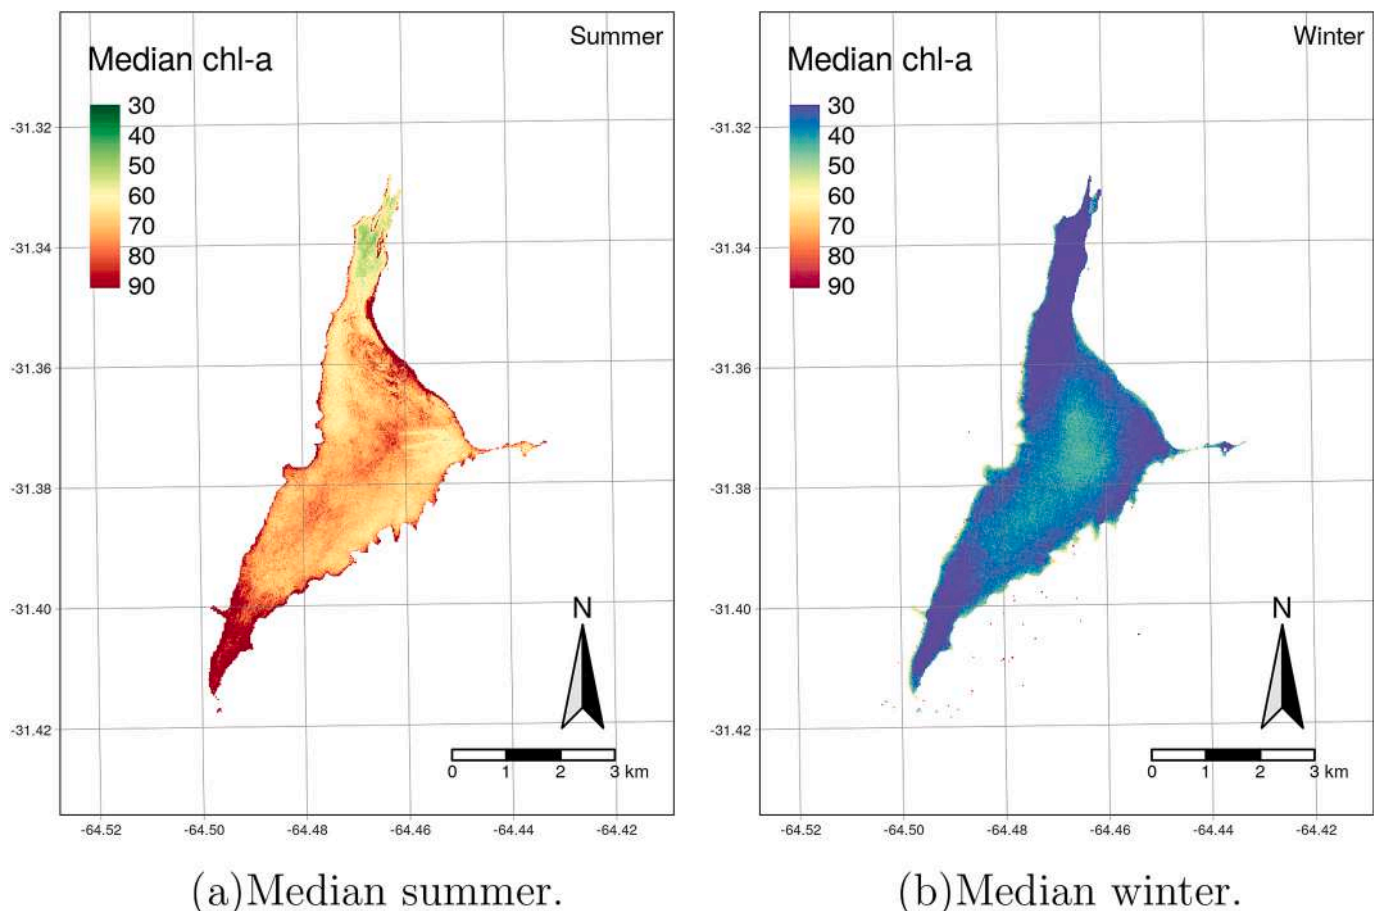 Summer
Median chl-a
30
40
50
60
70
80
90
-31.32
-31.34
-31.36
-31.38
-31.40
-31.42
N
0 1 2 3 km
-64.52 -64.50 -64.48 -64.46 -64.44 -64.42
(a)Median summer.
Winter
Median chl-a
30
40
50
60
70
80
90
-31.32
-31.34
-31.36
-31.38
-31.40
-31.42
N
0 1 2 3 km
-64.52 -64.50 -64.48 -64.46 -64.44 -64.42
(b)Median winter.